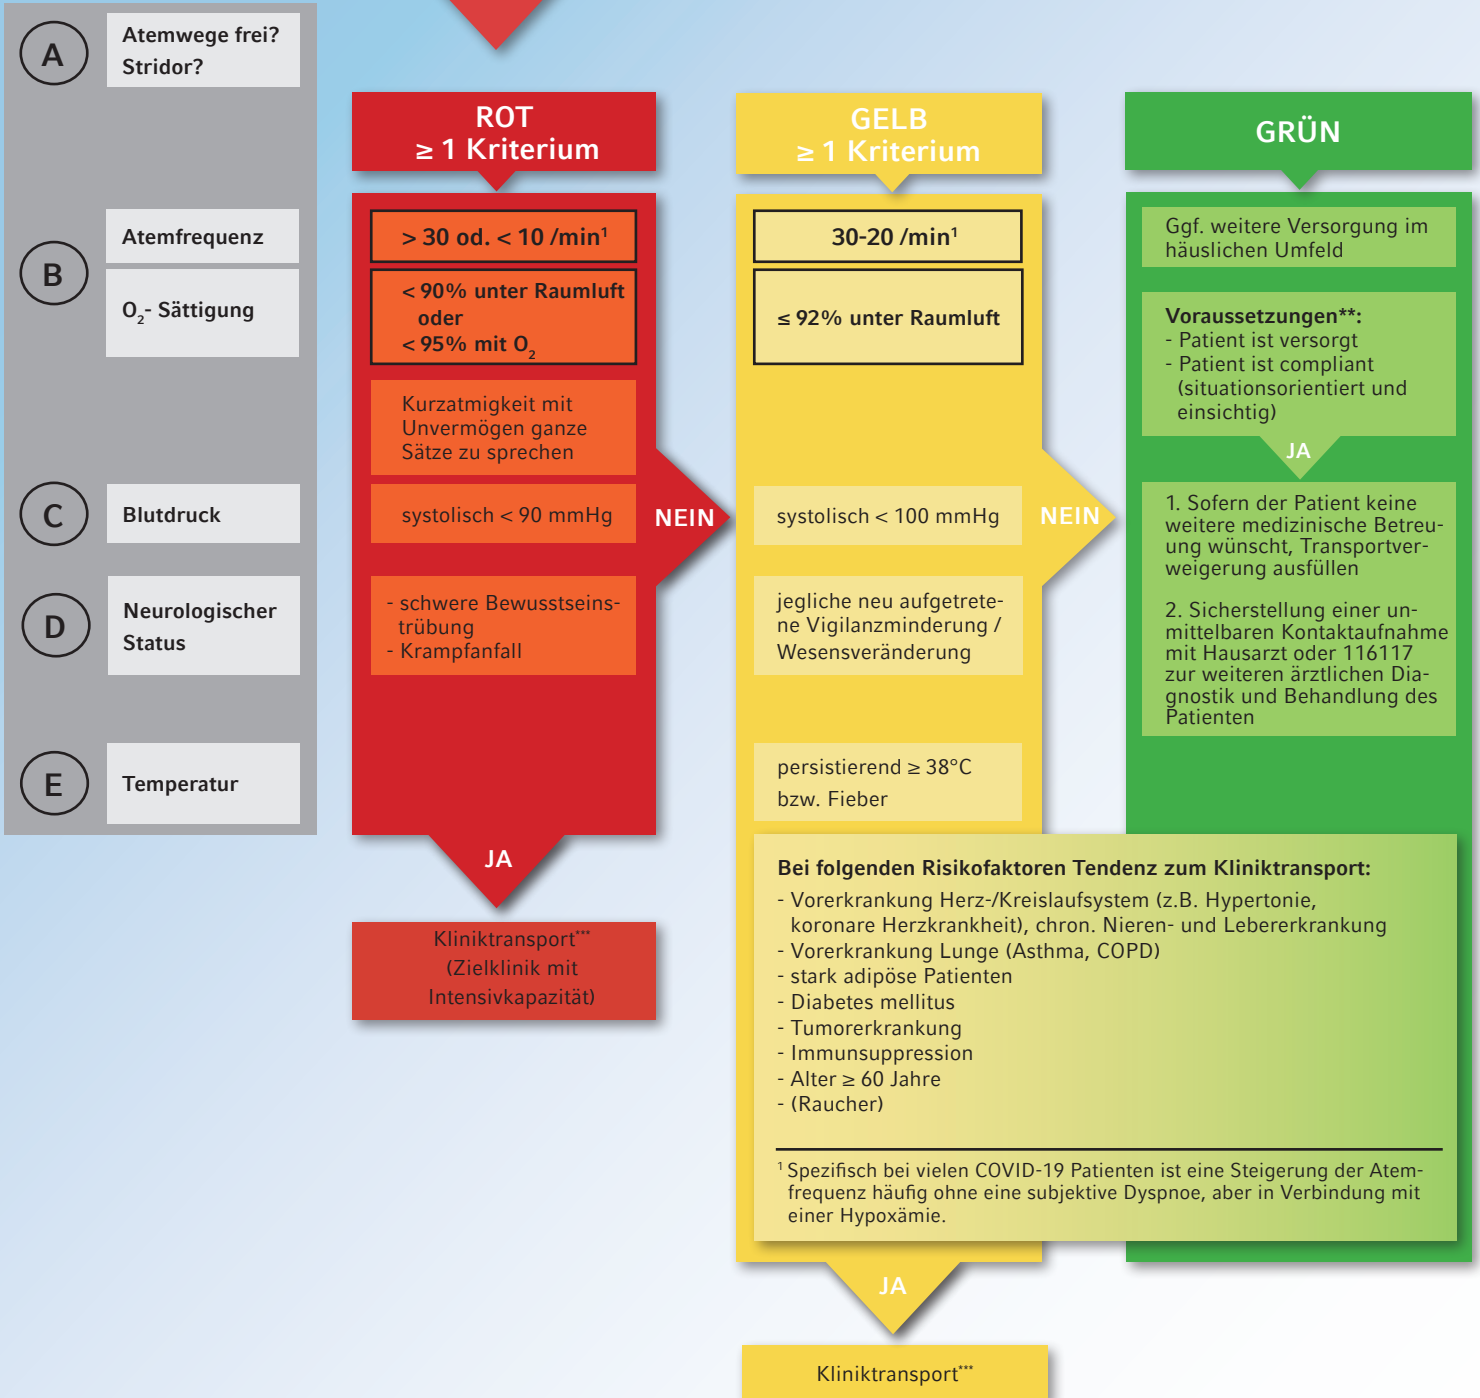 A
Atemwege frei?
Stridor?
B
Atemfrequenz
O₂- Sättigung
C
Blutdruck
D
Neurologischer
Status
E
Temperatur
ROT
≥ 1 Kriterium
> 30 od. < 10 /min¹
< 90% unter Raumluft
oder
< 95% mit O₂
Kurzatmigkeit mit
Unvermögen ganze
Sätze zu sprechen
systolisch < 90 mmHg
- schwere Bewusstseins-
trübung
- Krampfanfall
NEIN
JA
Kliniktransport***
(Zielklinik mit
Intensivkapazität)
GELB
≥ 1 Kriterium
30-20 /min¹
≤ 92% unter Raumluft
systolisch < 100 mmHg
jegliche neu aufgetrete-
ne Vigilanzminderung /
Wesensveränderung
persistierend ≥ 38°C
bzw. Fieber
NEIN
GRÜN
Ggf. weitere Versorgung im
häuslichen Umfeld
Voraussetzungen**:
- Patient ist versorgt
- Patient ist compliant
(situationsorientiert und
einsichtig)
JA
1. Sofern der Patient keine
weitere medizinische Betreu-
ung wünscht, Transportver-
weigerung ausfüllen
2. Sicherstellung einer un-
mittelbaren Kontaktaufnahme
mit Hausarzt oder 116117
zur weiteren ärztlichen Dia-
gnostik und Behandlung des
Patienten
Bei folgenden Risikofaktoren Tendenz zum Kliniktransport:
- Vorerkrankung Herz-/Kreislaufsystem (z.B. Hypertonie,
koronare Herzkrankheit), chron. Nieren- und Lebererkrankung
- Vorerkrankung Lunge (Asthma, COPD)
- stark adipöse Patienten
- Diabetes mellitus
- Tumorerkrankung
- Immunsuppression
- Alter ≥ 60 Jahre
- (Raucher)
¹ Spezifisch bei vielen COVID-19 Patienten ist eine Steigerung der Atem-
frequenz häufig ohne eine subjektive Dyspnoe, aber in Verbindung mit
einer Hypoxämie.
JA
Kliniktransport***